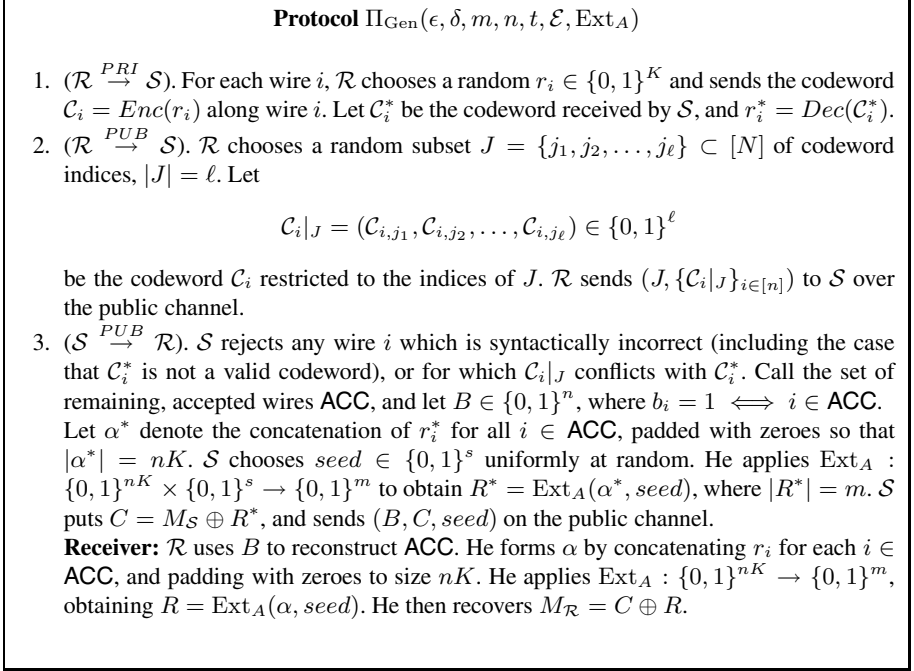 Protocol Π_Gen(ϵ, δ, m, n, t, ℰ, Ext_A)
1. (ℛ →^{PRI} 𝒮). For each wire i, ℛ chooses a random r_i ∈ {0, 1}^K and sends the codeword
𝒞_i = Enc(r_i) along wire i. Let 𝒞_i^* be the codeword received by 𝒮, and r_i^* = Dec(𝒞_i^*).
2. (ℛ →^{PUB} 𝒮). ℛ chooses a random subset J = {j_1, j_2, . . . , j_ℓ} ⊂ [N] of codeword
indices, |J| = ℓ. Let
𝒞_i|_J = (𝒞_{i,j_1}, 𝒞_{i,j_2}, . . . , 𝒞_{i,j_ℓ}) ∈ {0, 1}^ℓ
be the codeword 𝒞_i restricted to the indices of J. ℛ sends (J, {𝒞_i|_J}_{i∈[n]}) to 𝒮 over
the public channel.
3. (𝒮 →^{PUB} ℛ). 𝒮 rejects any wire i which is syntactically incorrect (including the case
that 𝒞_i^* is not a valid codeword), or for which 𝒞_i|_J conflicts with 𝒞_i^*. Call the set of
remaining, accepted wires ACC, and let B ∈ {0, 1}^n, where b_i = 1 ⟺ i ∈ ACC.
Let α^* denote the concatenation of r_i^* for all i ∈ ACC, padded with zeroes so that
|α^*| = nK. 𝒮 chooses seed ∈ {0, 1}^s uniformly at random. He applies Ext_A :
{0, 1}^{nK} × {0, 1}^s → {0, 1}^m to obtain R^* = Ext_A(α^*, seed), where |R^*| = m. 𝒮
puts C = M_𝒮 ⊕ R^*, and sends (B, C, seed) on the public channel.
Receiver: ℛ uses B to reconstruct ACC. He forms α by concatenating r_i for each i ∈
ACC, and padding with zeroes to size nK. He applies Ext_A : {0, 1}^{nK} → {0, 1}^m,
obtaining R = Ext_A(α, seed). He then recovers M_ℛ = C ⊕ R.